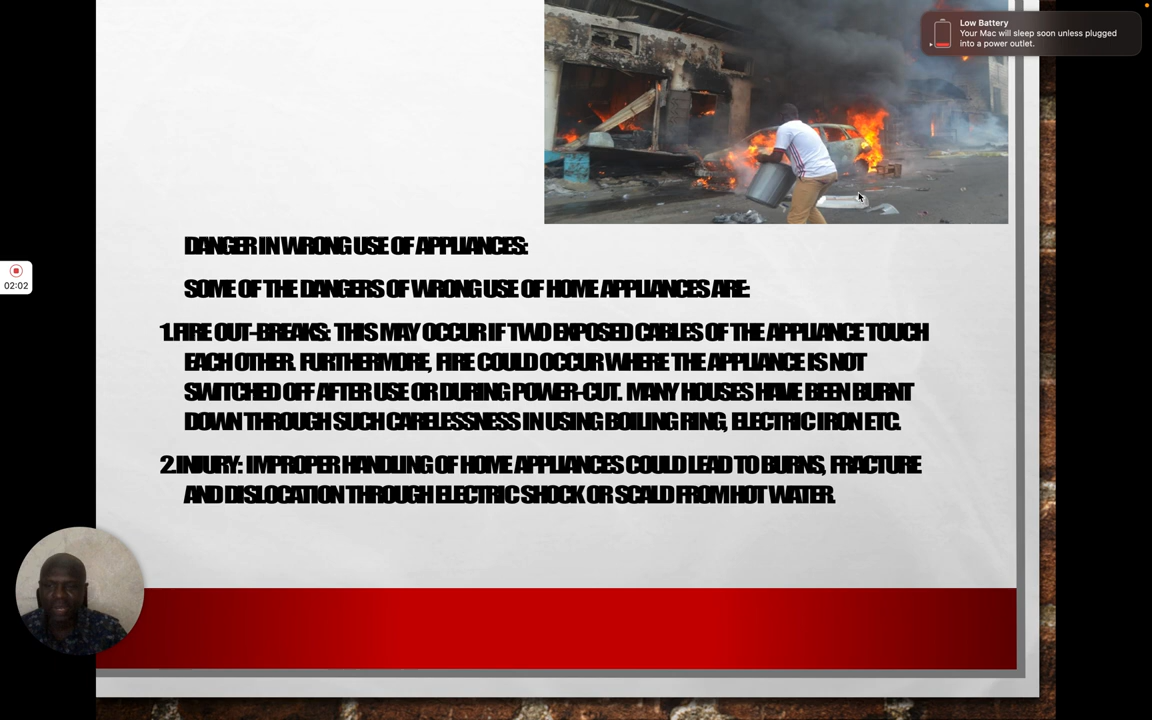 Low Battery
Your Mac will sleep soon unless plugged
into a power outlet.
DANGER IN WRONG USE OF APPLIANCES:
SOME OF THE DANGERS OF WRONG USE OF HOME APPLIANCES ARE:
1.FIRE OUT-BREAKS: THIS MAY OCCUR IF TWO EXPOSED CABLES OF THE APPLIANCE TOUCH
EACH OTHER. FURTHERMORE, FIRE COULD OCCUR WHERE THE APPLIANCE IS NOT
SWITCHED OFF AFTER USE OR DURING POWER-CUT. MANY HOUSES HAVE BEEN BURNT
DOWN THROUGH SUCH CARELESSNESS IN USING BOILING RING, ELECTRIC IRON ETC.
2.INJURY: IMPROPER HANDLING OF HOME APPLIANCES COULD LEAD TO BURNS, FRACTURE
AND DISLOCATION THROUGH ELECTRIC SHOCK OR SCALD FROM HOT WATER.
02:02